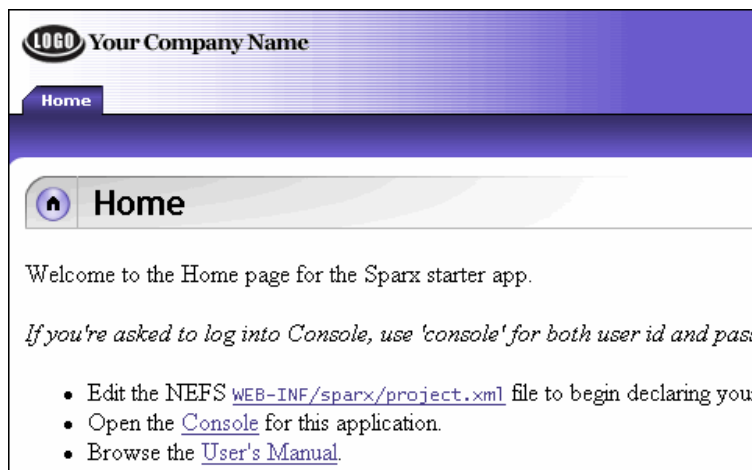 LOGO Your Company Name
Home
Home
Welcome to the Home page for the Sparx starter app.
If you're asked to log into Console, use 'console' for both user id and pass
Edit the NEFS WEB-INF/sparx/project.xml file to begin declaring you
Open the Console for this application.
Browse the User's Manual.